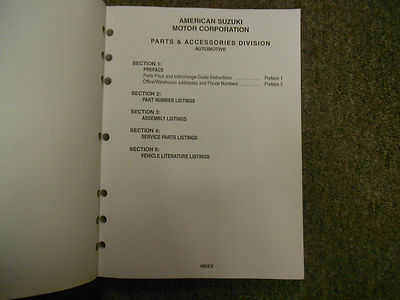 AMERICAN SUZUKI
MOTOR CORPORATION
PARTS & ACCESSORIES DIVISION
AUTOMOTIVE
SECTION 1:
PREFACE
Parts Price and Interchange Guide Instructions . . . . . . . . . . . Preface 1
Office/Warehouse addresses and Phone Numbers . . . . . . . . Preface 2
SECTION 2:
PART NUMBER LISTINGS
SECTION 3:
ASSEMBLY LISTINGS
SECTION 4:
SERVICE PARTS LISTINGS
SECTION 5:
VEHICLE LITERATURE LISTINGS
INDEX